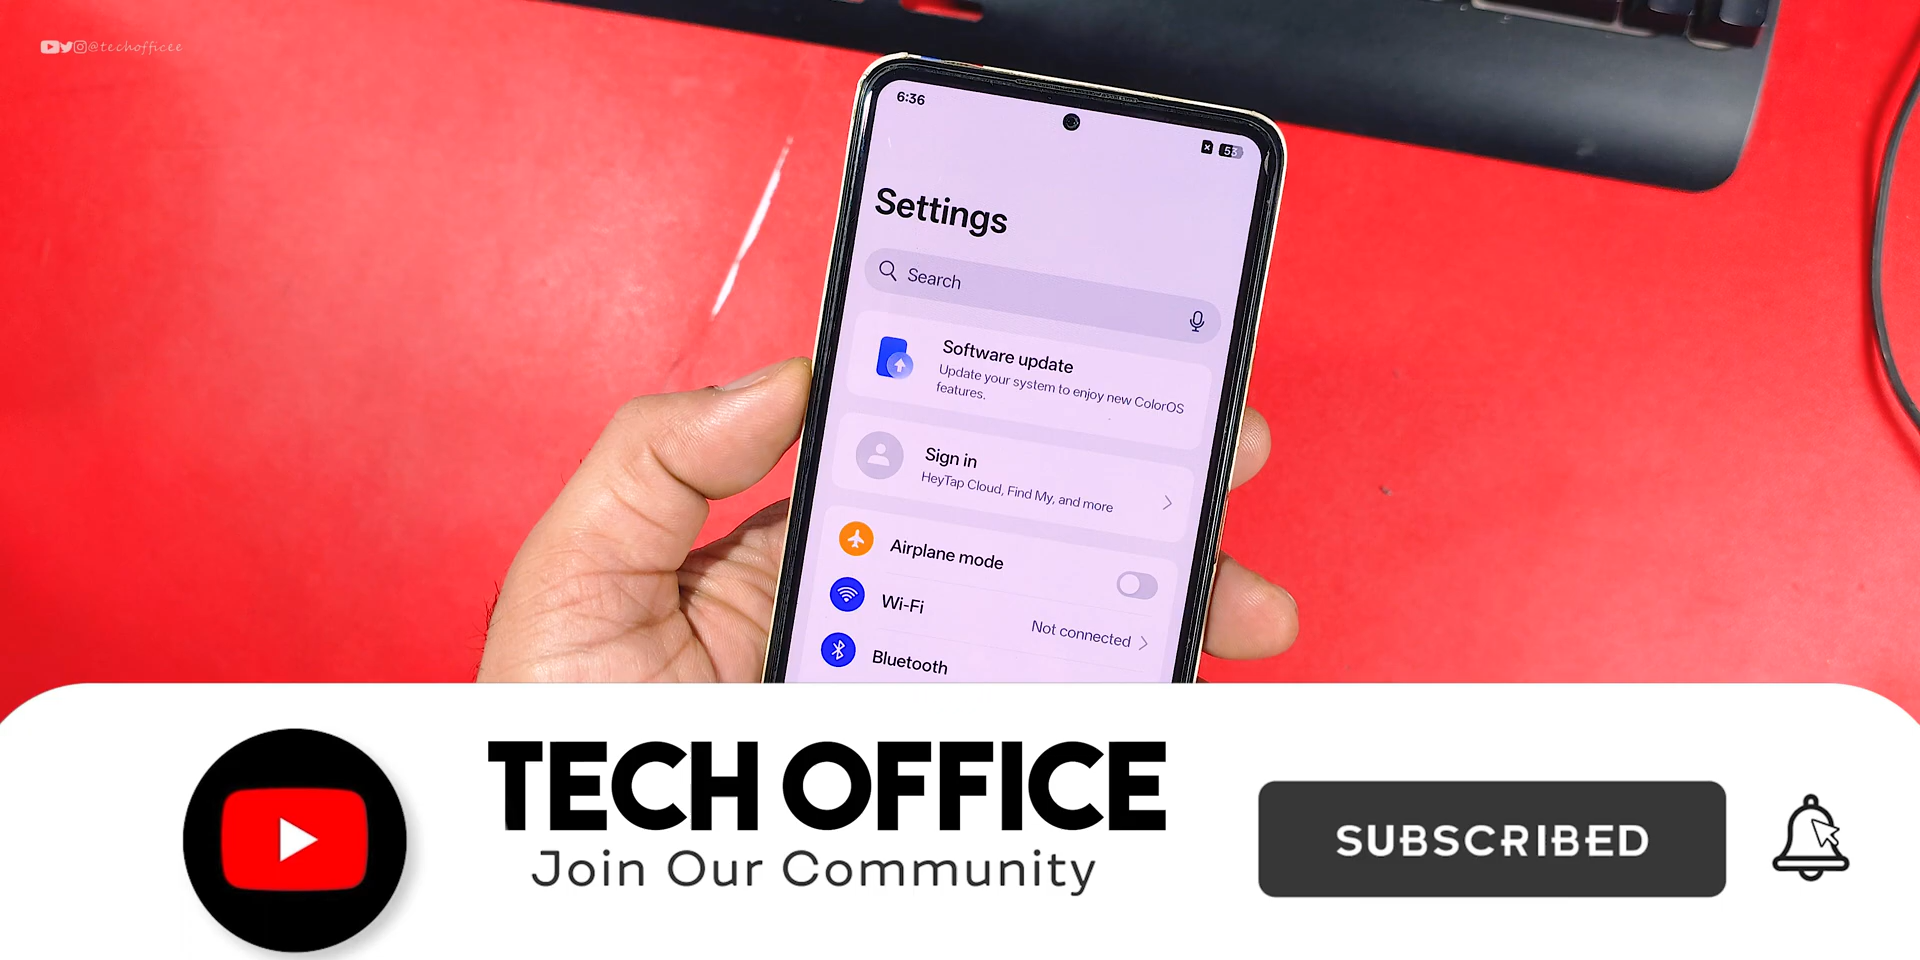 @techofficee
6:36
53
Settings
Search
Software update
Update your system to enjoy new ColorOS
features.
Sign in
HeyTap Cloud, Find My, and more
Airplane mode
Wi-Fi
Not connected
Bluetooth
TECH OFFICE
Join Our Community
SUBSCRIBED